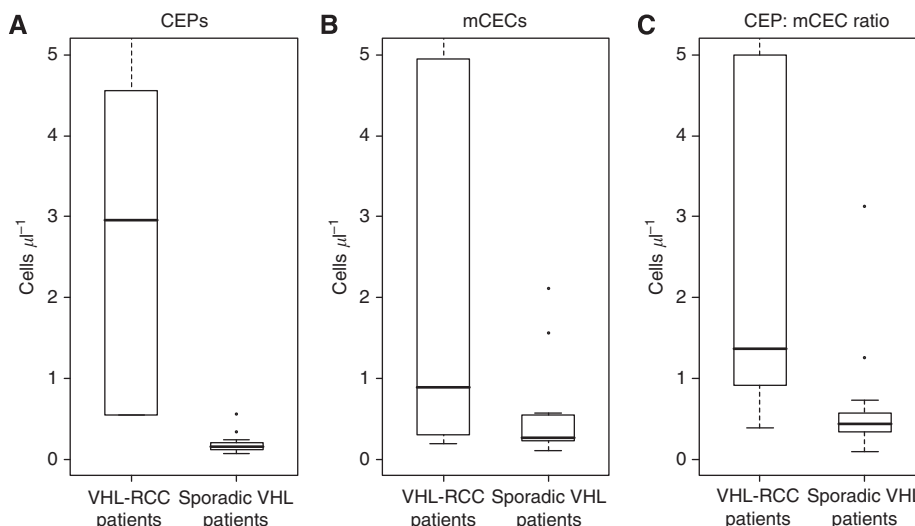 A
CEPs
5
4
3
2
1
0
Cells µl⁻¹
VHL-RCC
patients
Sporadic VHL
patients
B
mCECs
5
4
3
2
1
0
Cells µl⁻¹
VHL-RCC
patients
Sporadic VHL
patients
C
CEP: mCEC ratio
5
4
3
2
1
0
Cells µl⁻¹
VHL-RCC
patients
Sporadic VHL
patients